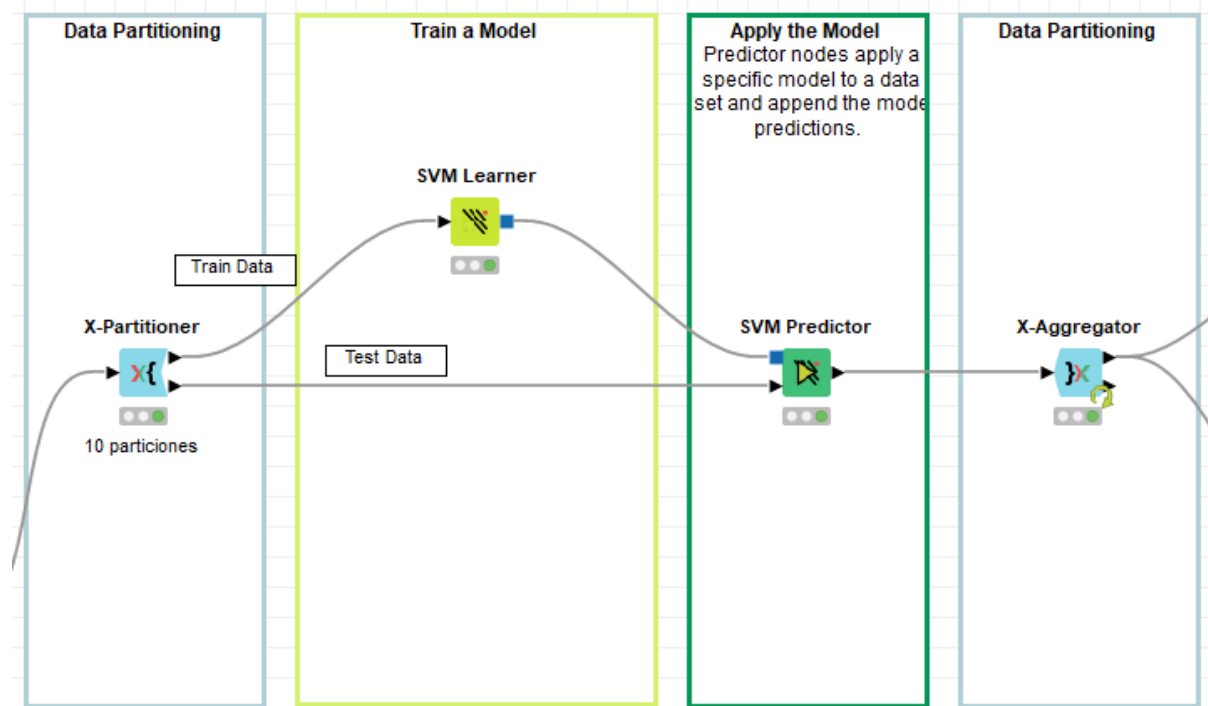 Data Partitioning
Train a Model
Apply the Model
Predictor nodes apply a
specific model to a data
set and append the mode
predictions.
Data Partitioning
SVM Learner
Train Data
X-Partitioner
Test Data
SVM Predictor
X-Aggregator
10 particiones